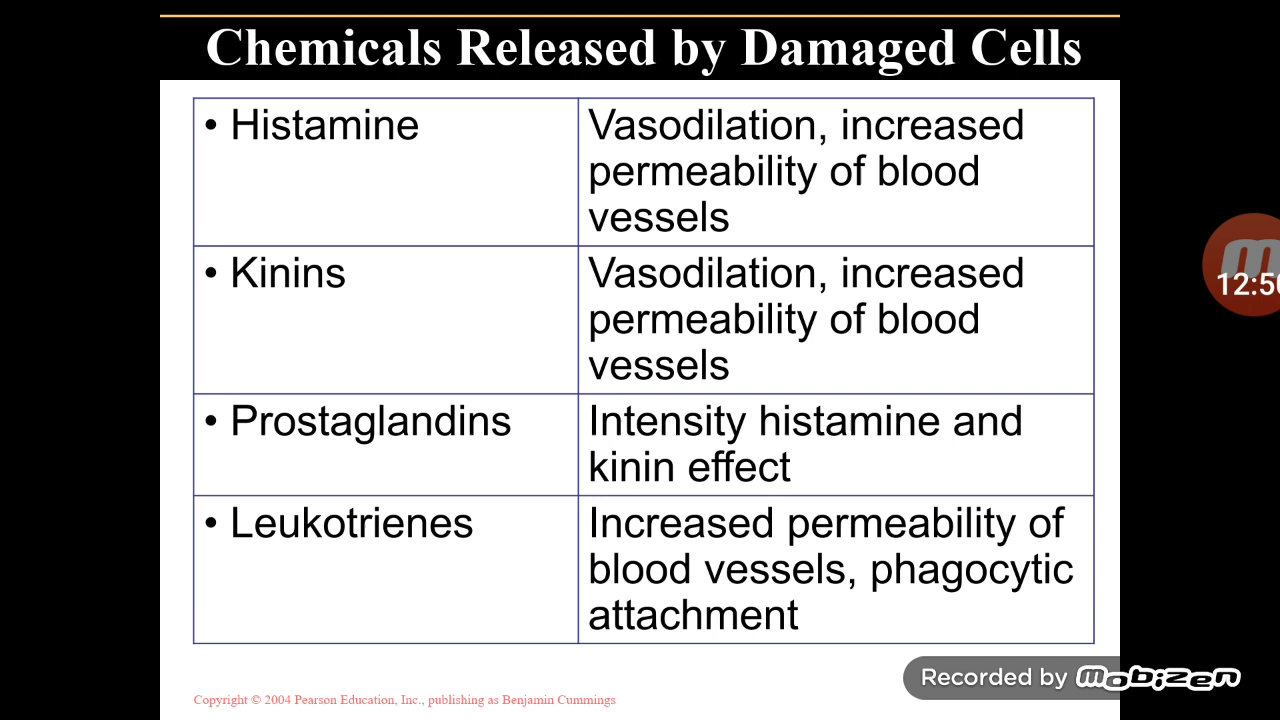 Chemicals Released by Damaged Cells
• Histamine
Vasodilation, increased
permeability of blood
vessels
• Kinins
Vasodilation, increased
permeability of blood
vessels
• Prostaglandins
Intensity histamine and
kinin effect
• Leukotrienes
Increased permeability of
blood vessels, phagocytic
attachment
Copyright © 2004 Pearson Education, Inc., publishing as Benjamin Cummings
Recorded by mobizen